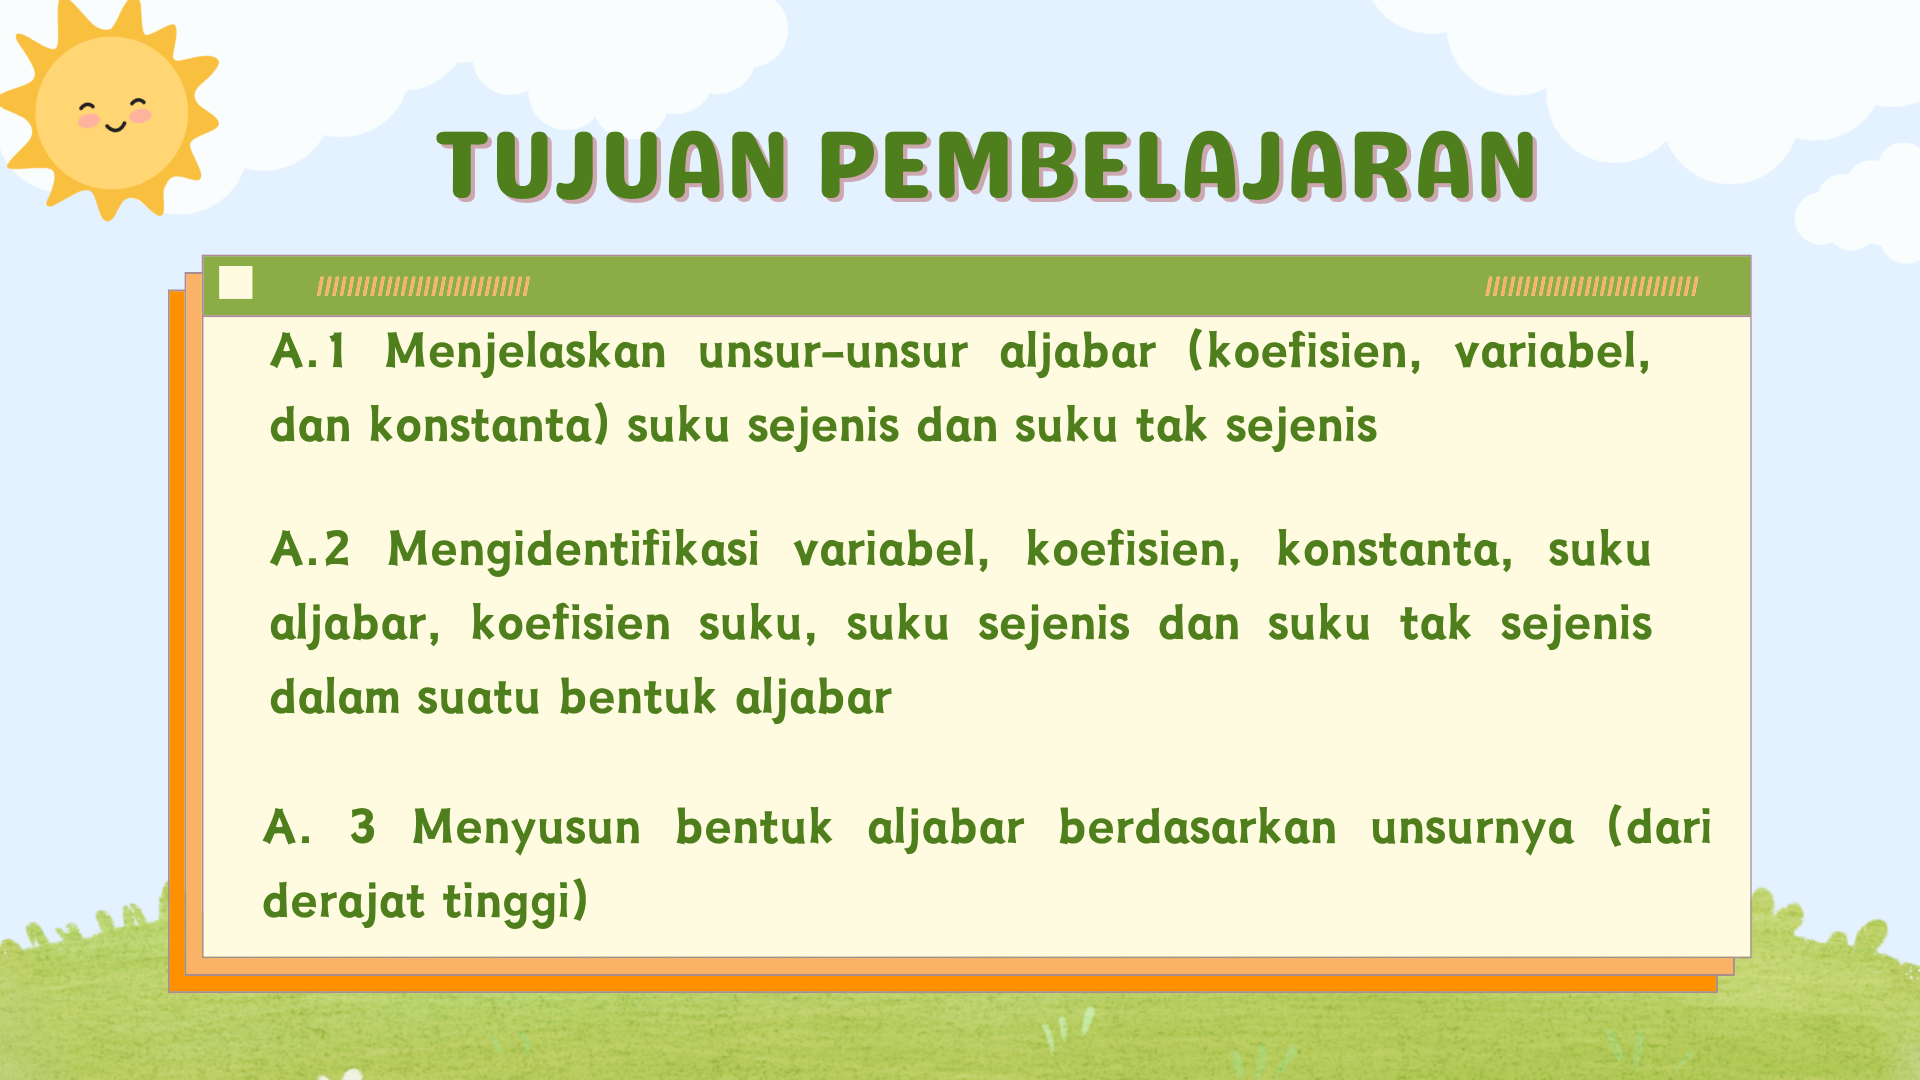 TUJUAN PEMBELAJARAN
A.1 Menjelaskan unsur-unsur aljabar (koefisien, variabel,
dan konstanta) suku sejenis dan suku tak sejenis
A.2 Mengidentifikasi variabel, koefisien, konstanta, suku
aljabar, koefisien suku, suku sejenis dan suku tak sejenis
dalam suatu bentuk aljabar
A. 3 Menyusun bentuk aljabar berdasarkan unsurnya (dari
derajat tinggi)